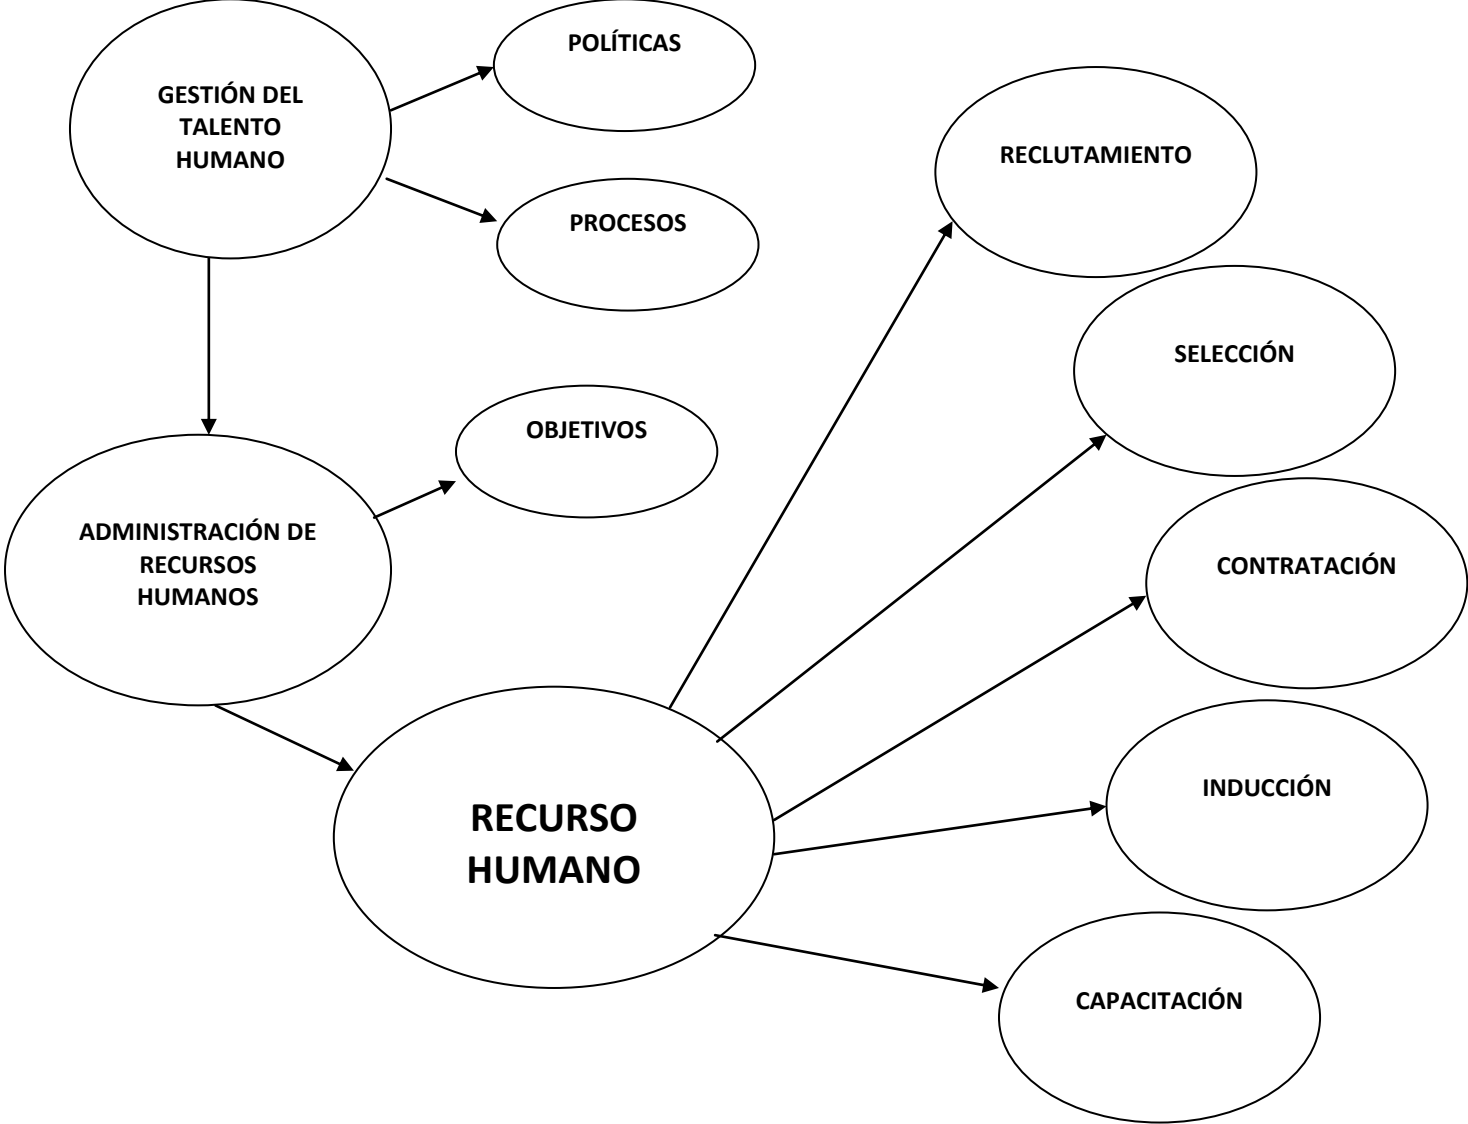 GESTIÓN DEL
TALENTO
HUMANO
POLÍTICAS
PROCESOS
OBJETIVOS
ADMINISTRACIÓN DE
RECURSOS
HUMANOS
RECURSO
HUMANO
RECLUTAMIENTO
SELECCIÓN
CONTRATACIÓN
INDUCCIÓN
CAPACITACIÓN